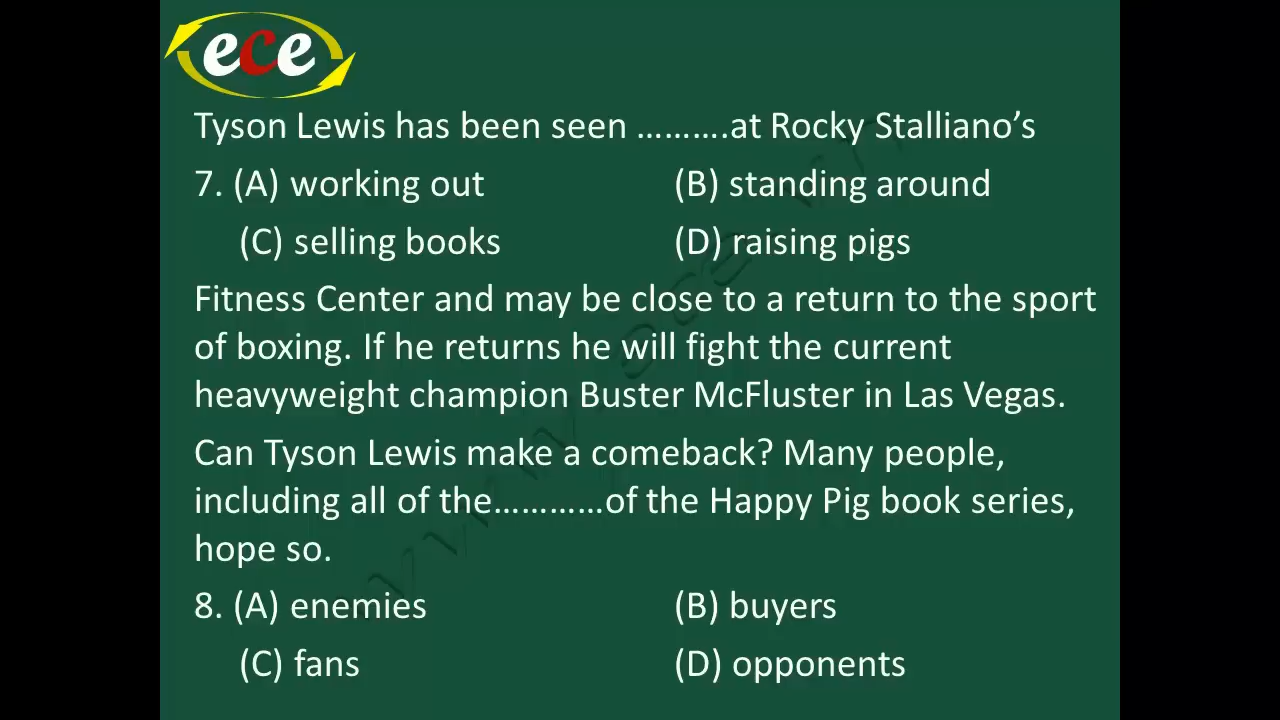 ece
Tyson Lewis has been seen ……….at Rocky Stalliano’s
7. (A) working out (B) standing around
(C) selling books (D) raising pigs
Fitness Center and may be close to a return to the sport
of boxing. If he returns he will fight the current
heavyweight champion Buster McFluster in Las Vegas.
Can Tyson Lewis make a comeback? Many people,
including all of the…………of the Happy Pig book series,
hope so.
8. (A) enemies (B) buyers
(C) fans (D) opponents